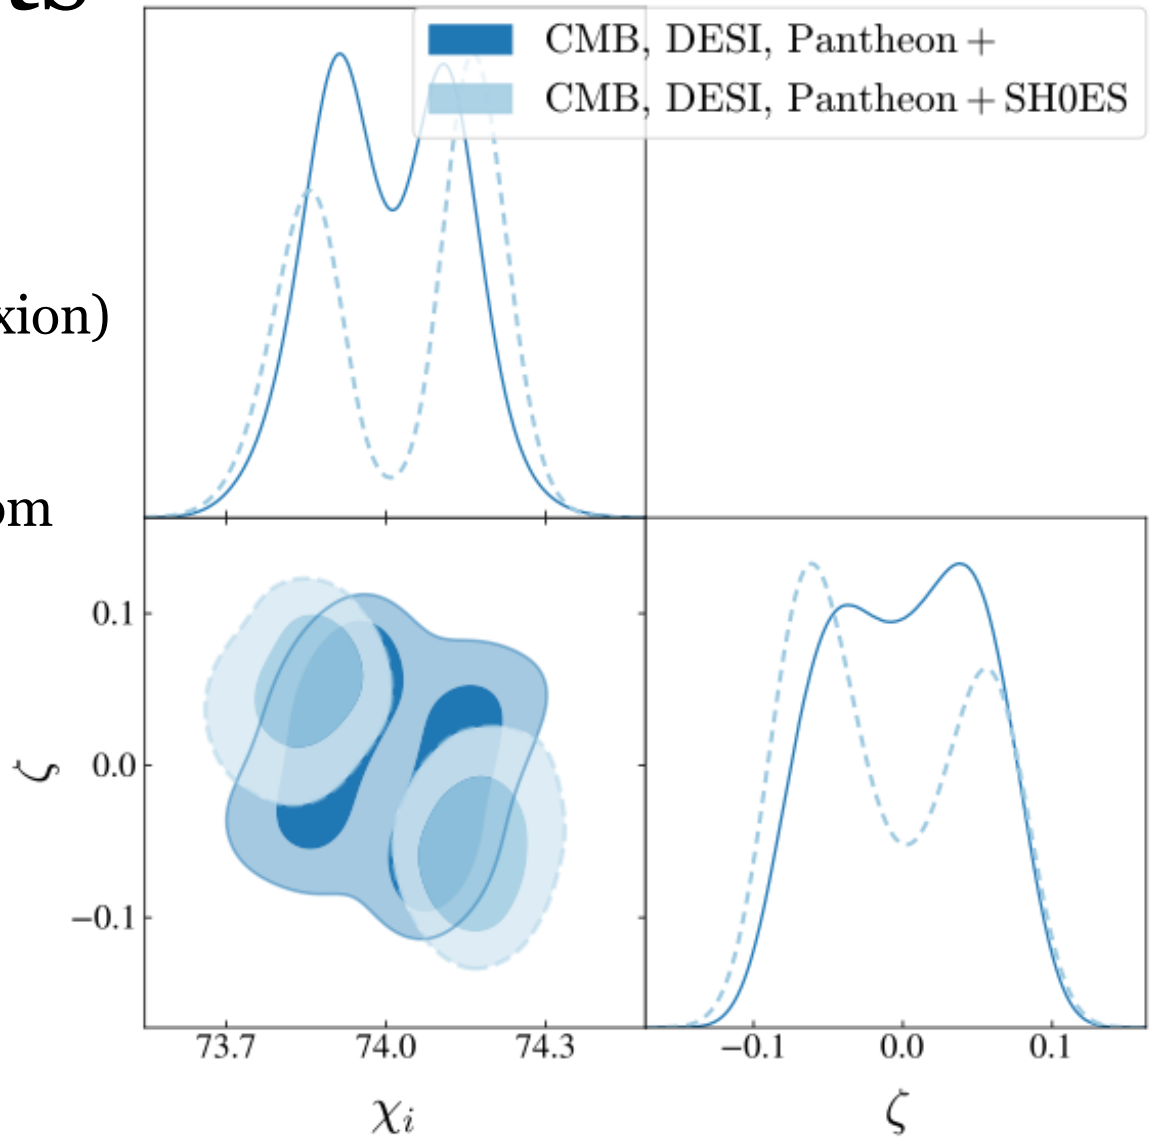 ts
CMB, DESI, Pantheon +
CMB, DESI, Pantheon + SH0ES
xion)
om
0.1
0.0
−0.1
ζ
73.7 74.0 74.3
χi
−0.1 0.0 0.1
ζ